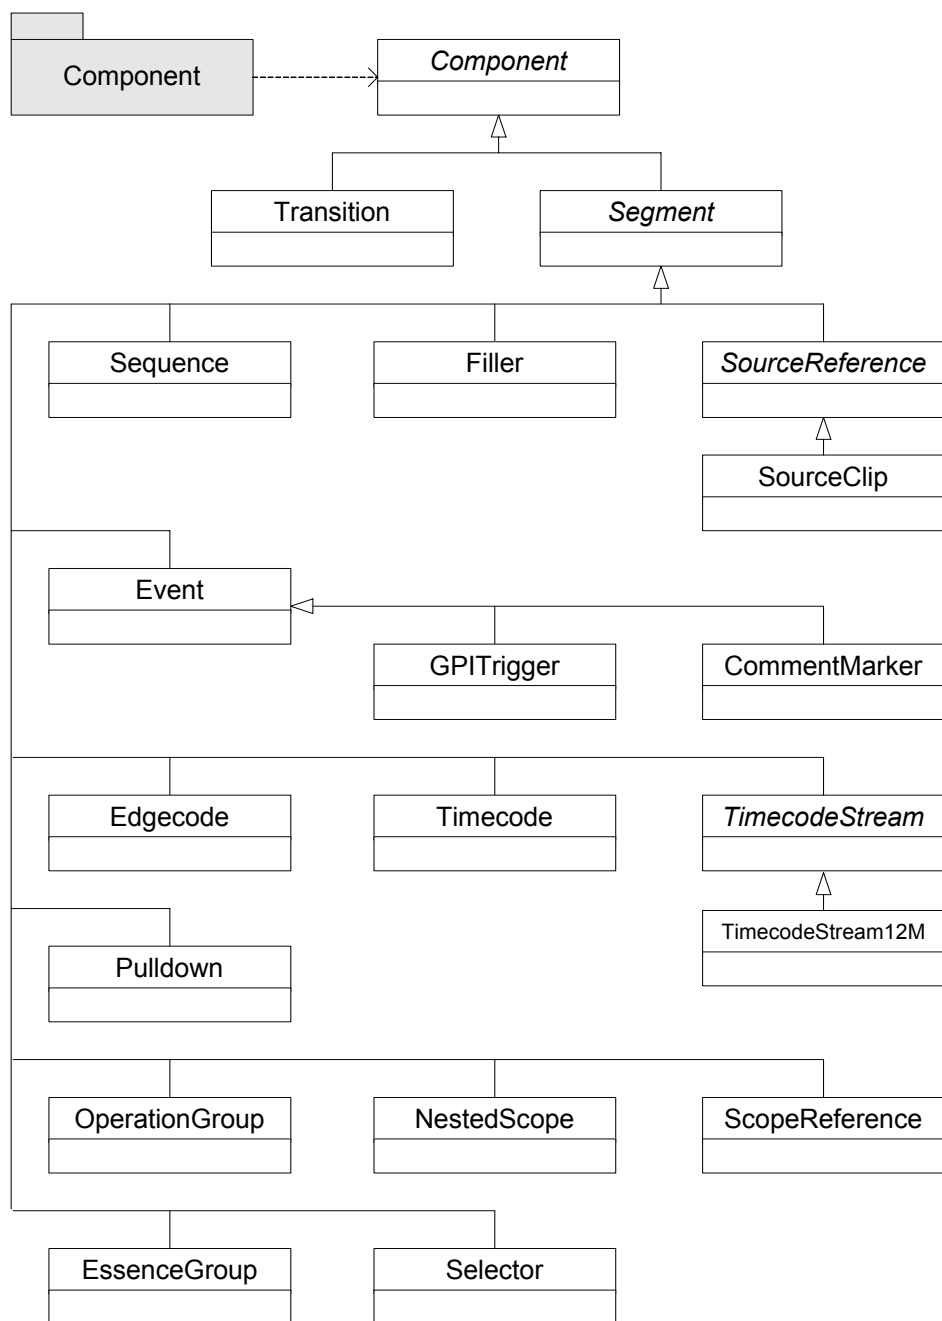 Component
Component
Transition
Segment
Sequence
Filler
SourceReference
SourceClip
Event
GPITrigger
CommentMarker
Edgecode
Timecode
TimecodeStream
TimecodeStream12M
Pulldown
OperationGroup
NestedScope
ScopeReference
EssenceGroup
Selector